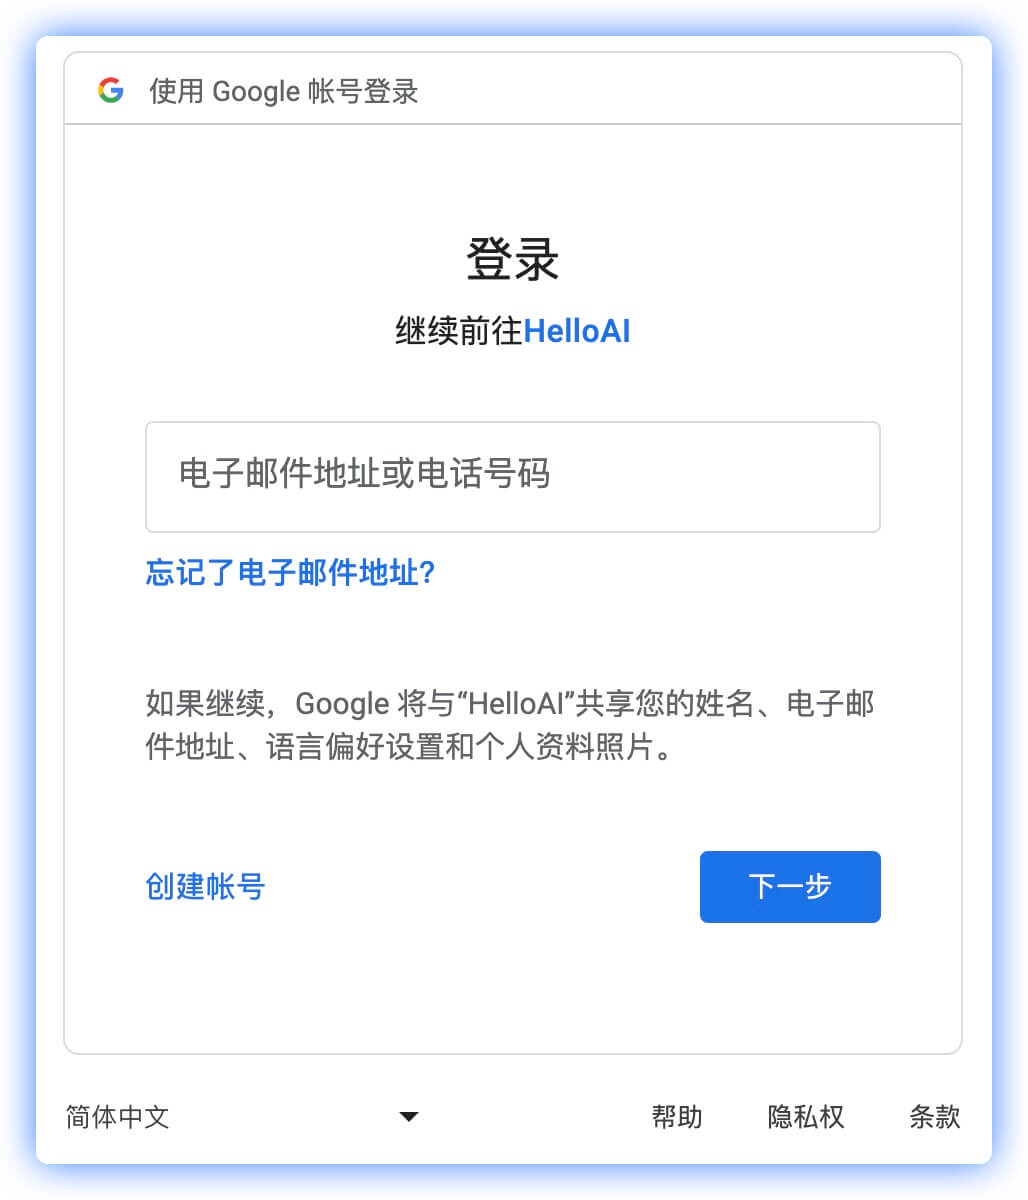 使用 Google 帐号登录
登录
继续前往HelloAI
电子邮件地址或电话号码
忘记了电子邮件地址?
如果继续，Google 将与“HelloAI”共享您的姓名、电子邮
件地址、语言偏好设置和个人资料照片。
创建帐号
下一步
简体中文
帮助
隐私权
条款